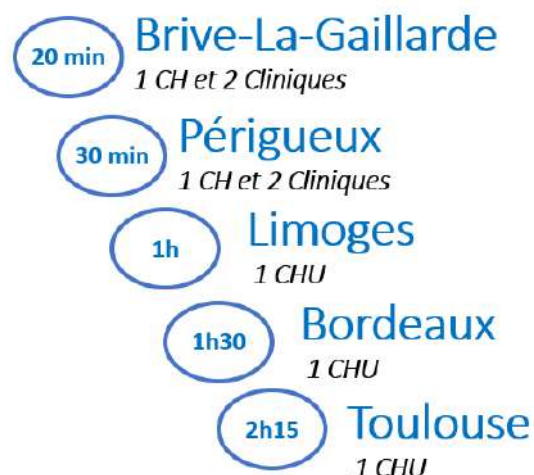 20 min Brive-La-Gaillarde
1 CH et 2 Cliniques
30 min Périgueux
1 CH et 2 Cliniques
1h Limoges
1 CHU
1h30 Bordeaux
1 CHU
2h15 Toulouse
1 CHU